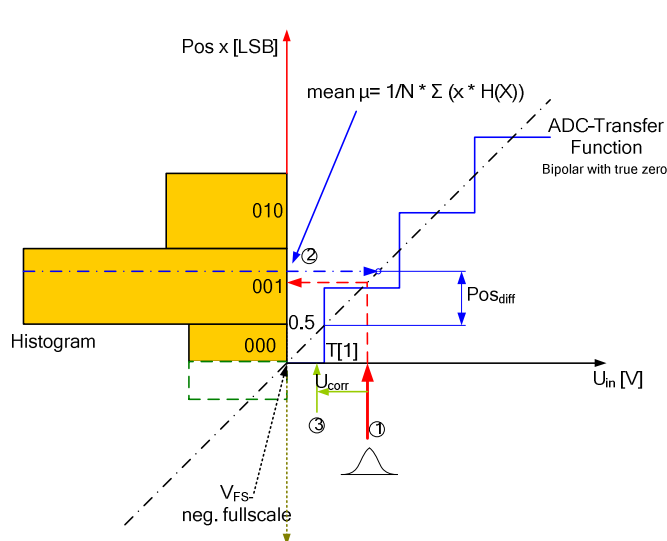 Pos x [LSB]
mean µ= 1/N * Σ (x * H(X))
ADC-Transfer
Function
Bipolar with true zero
010
②
001
Pos_diff
0.5
Histogram
000
T[1]
U_corr
U_in [V]
③
①
V_FS-
neg. fullscale